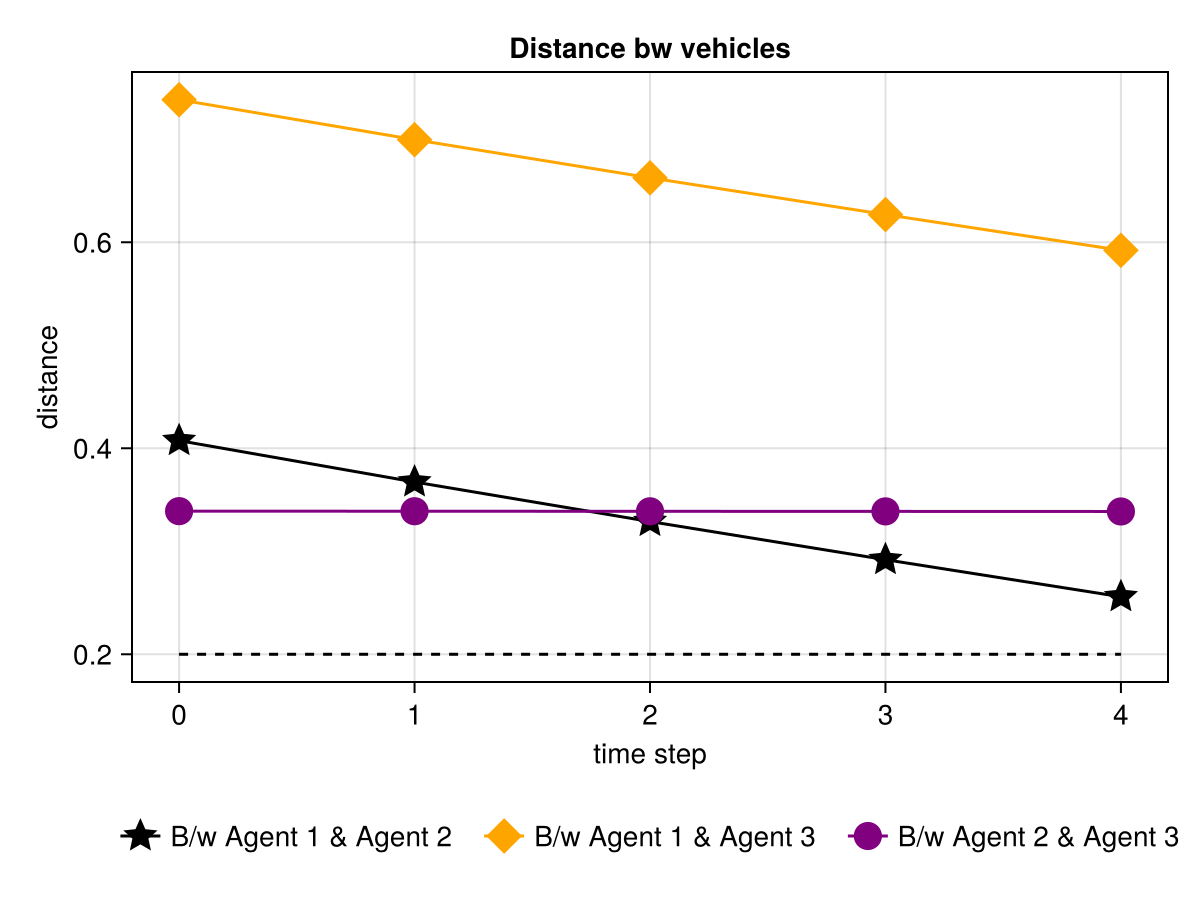 Distance bw vehicles
distance
0.6
0.4
0.2
0 1 2 3 4
time step
B/w Agent 1 & Agent 2 B/w Agent 1 & Agent 3 B/w Agent 2 & Agent 3